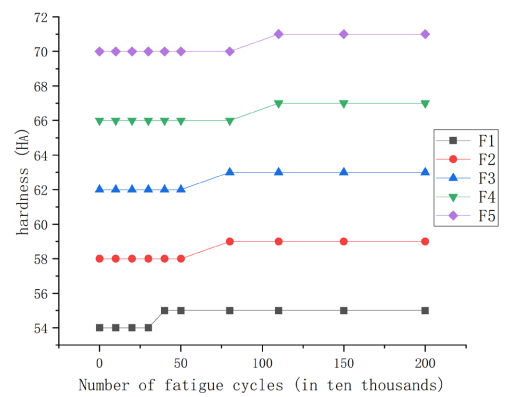 72
70
68
66
64
62
60
58
56
54
hardness (HA)
0
50
100
150
200
Number of fatigue cycles (in ten thousands)
F1
F2
F3
F4
F5